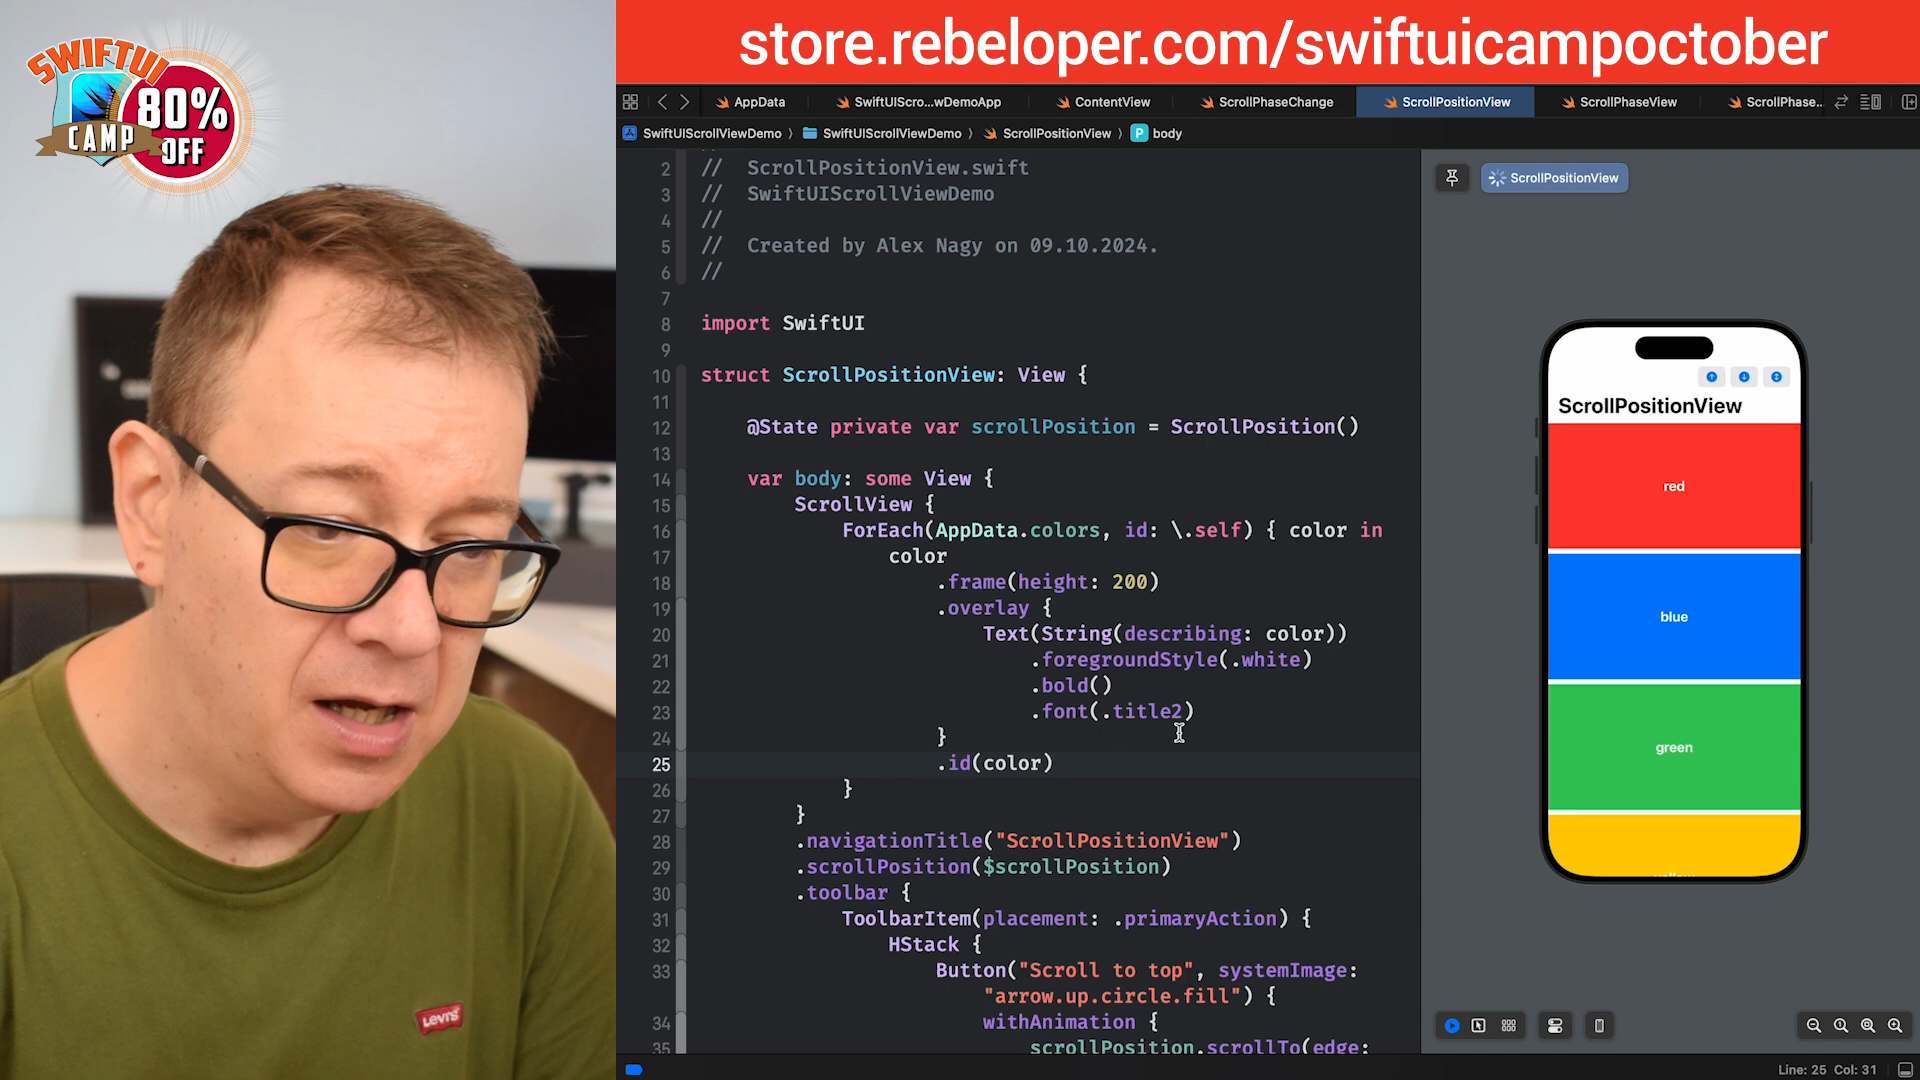 SWIFTUI
CAMP
80%
OFF
store.rebeloper.com/swiftuicampoctober
AppData
SwiftUIScro...wDemoApp
ContentView
ScrollPhaseChange
ScrollPositionView
ScrollPhaseView
ScrollPhase...
SwiftUIScrollViewDemo
SwiftUIScrollViewDemo
ScrollPositionView
P body
2 //  ScrollPositionView.swift
3 //  SwiftUIScrollViewDemo
4 //
5 //  Created by Alex Nagy on 09.10.2024.
6 //
7
8 import SwiftUI
9
10 struct ScrollPositionView: View {
11
12 @State private var scrollPosition = ScrollPosition()
13
14 var body: some View {
15 ScrollView {
16 ForEach(AppData.colors, id: \.self) { color in
17 color
18 .frame(height: 200)
19 .overlay {
20 Text(String(describing: color))
21 .foregroundStyle(.white)
22 .bold()
23 .font(.title2)
24 }
25 .id(color)
26 }
27 }
28 .navigationTitle("ScrollPositionView")
29 .scrollPosition($scrollPosition)
30 .toolbar {
31 ToolbarItem(placement: .primaryAction) {
32 HStack {
33 Button("Scroll to top", systemImage:
"arrow.up.circle.fill") {
34 withAnimation {
35 scrollPosition.scrollTo(edge:
ScrollPositionView
ScrollPositionView
red
blue
green
Line: 25 Col: 31
Levi's